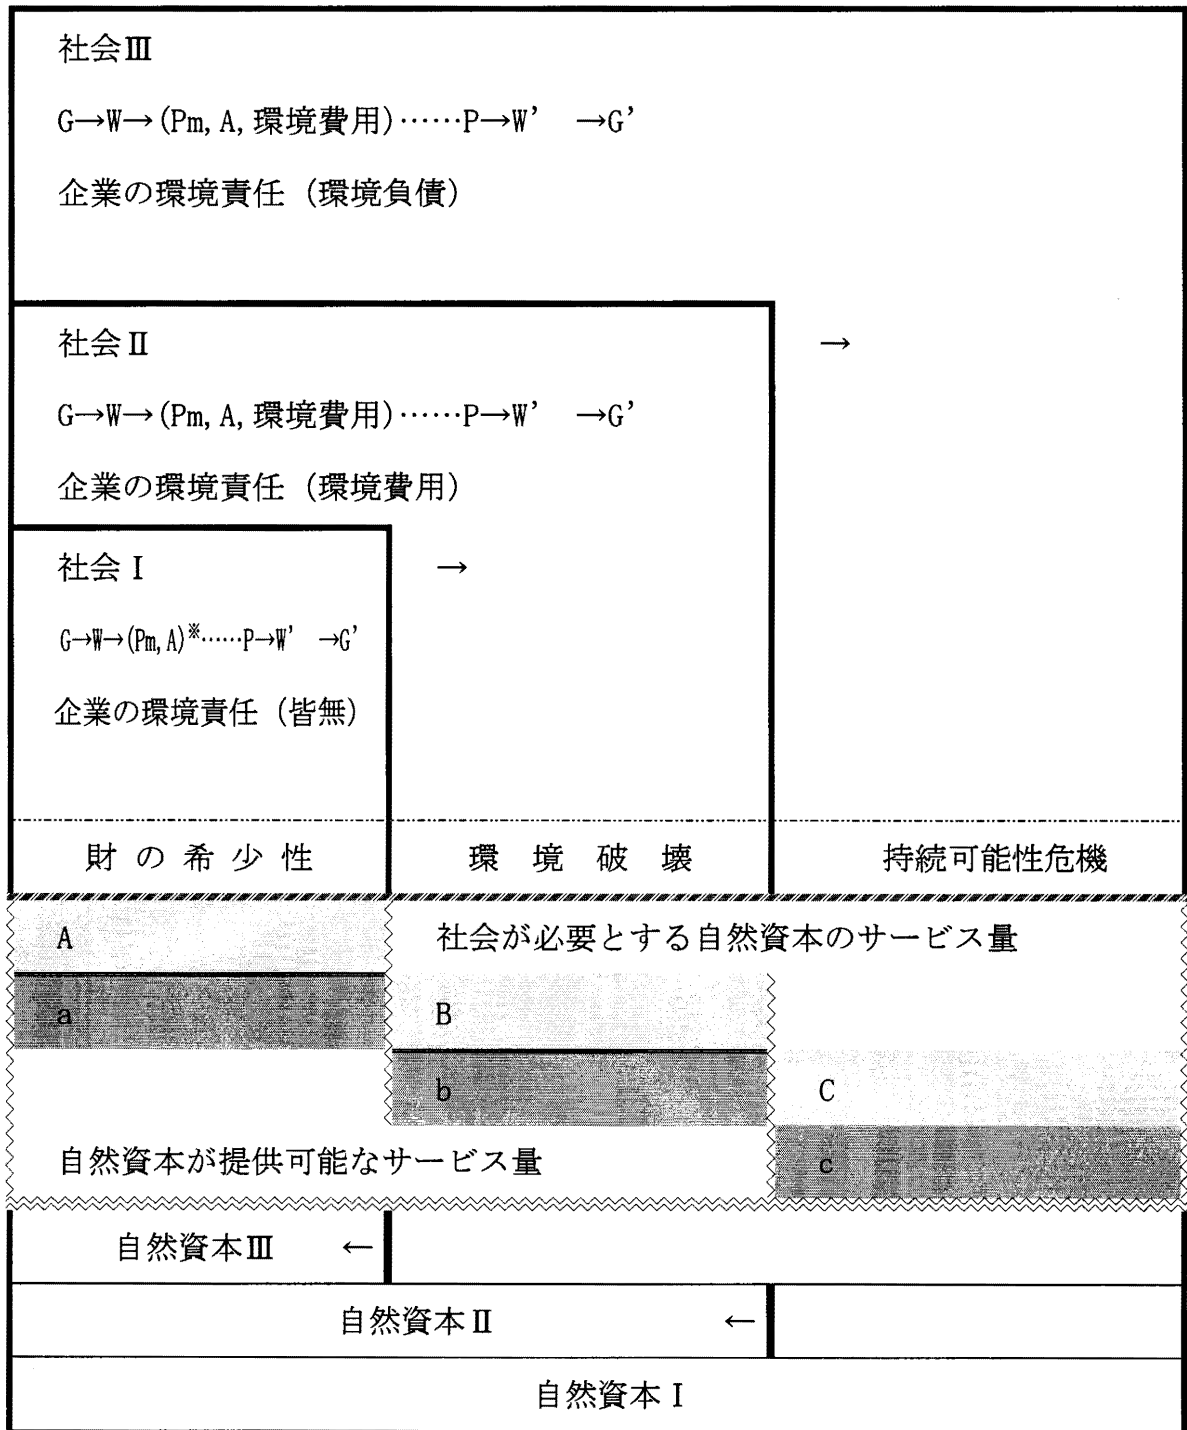 社会Ⅲ
G→W→(Pm, A, 環境費用)……P→W’ →G’
企業の環境責任（環境負債）
社会Ⅱ
→
G→W→(Pm, A, 環境費用)……P→W’ →G’
企業の環境責任（環境費用）
社会Ⅰ
→
G→W→(Pm, A)※……P→W’ →G’
企業の環境責任（皆無）
財の希少性 環境破壊 持続可能性危機
A 社会が必要とする自然資本のサービス量
a B
b C
自然資本が提供可能なサービス量 c
自然資本Ⅲ ←
自然資本Ⅱ ←
自然資本Ⅰ